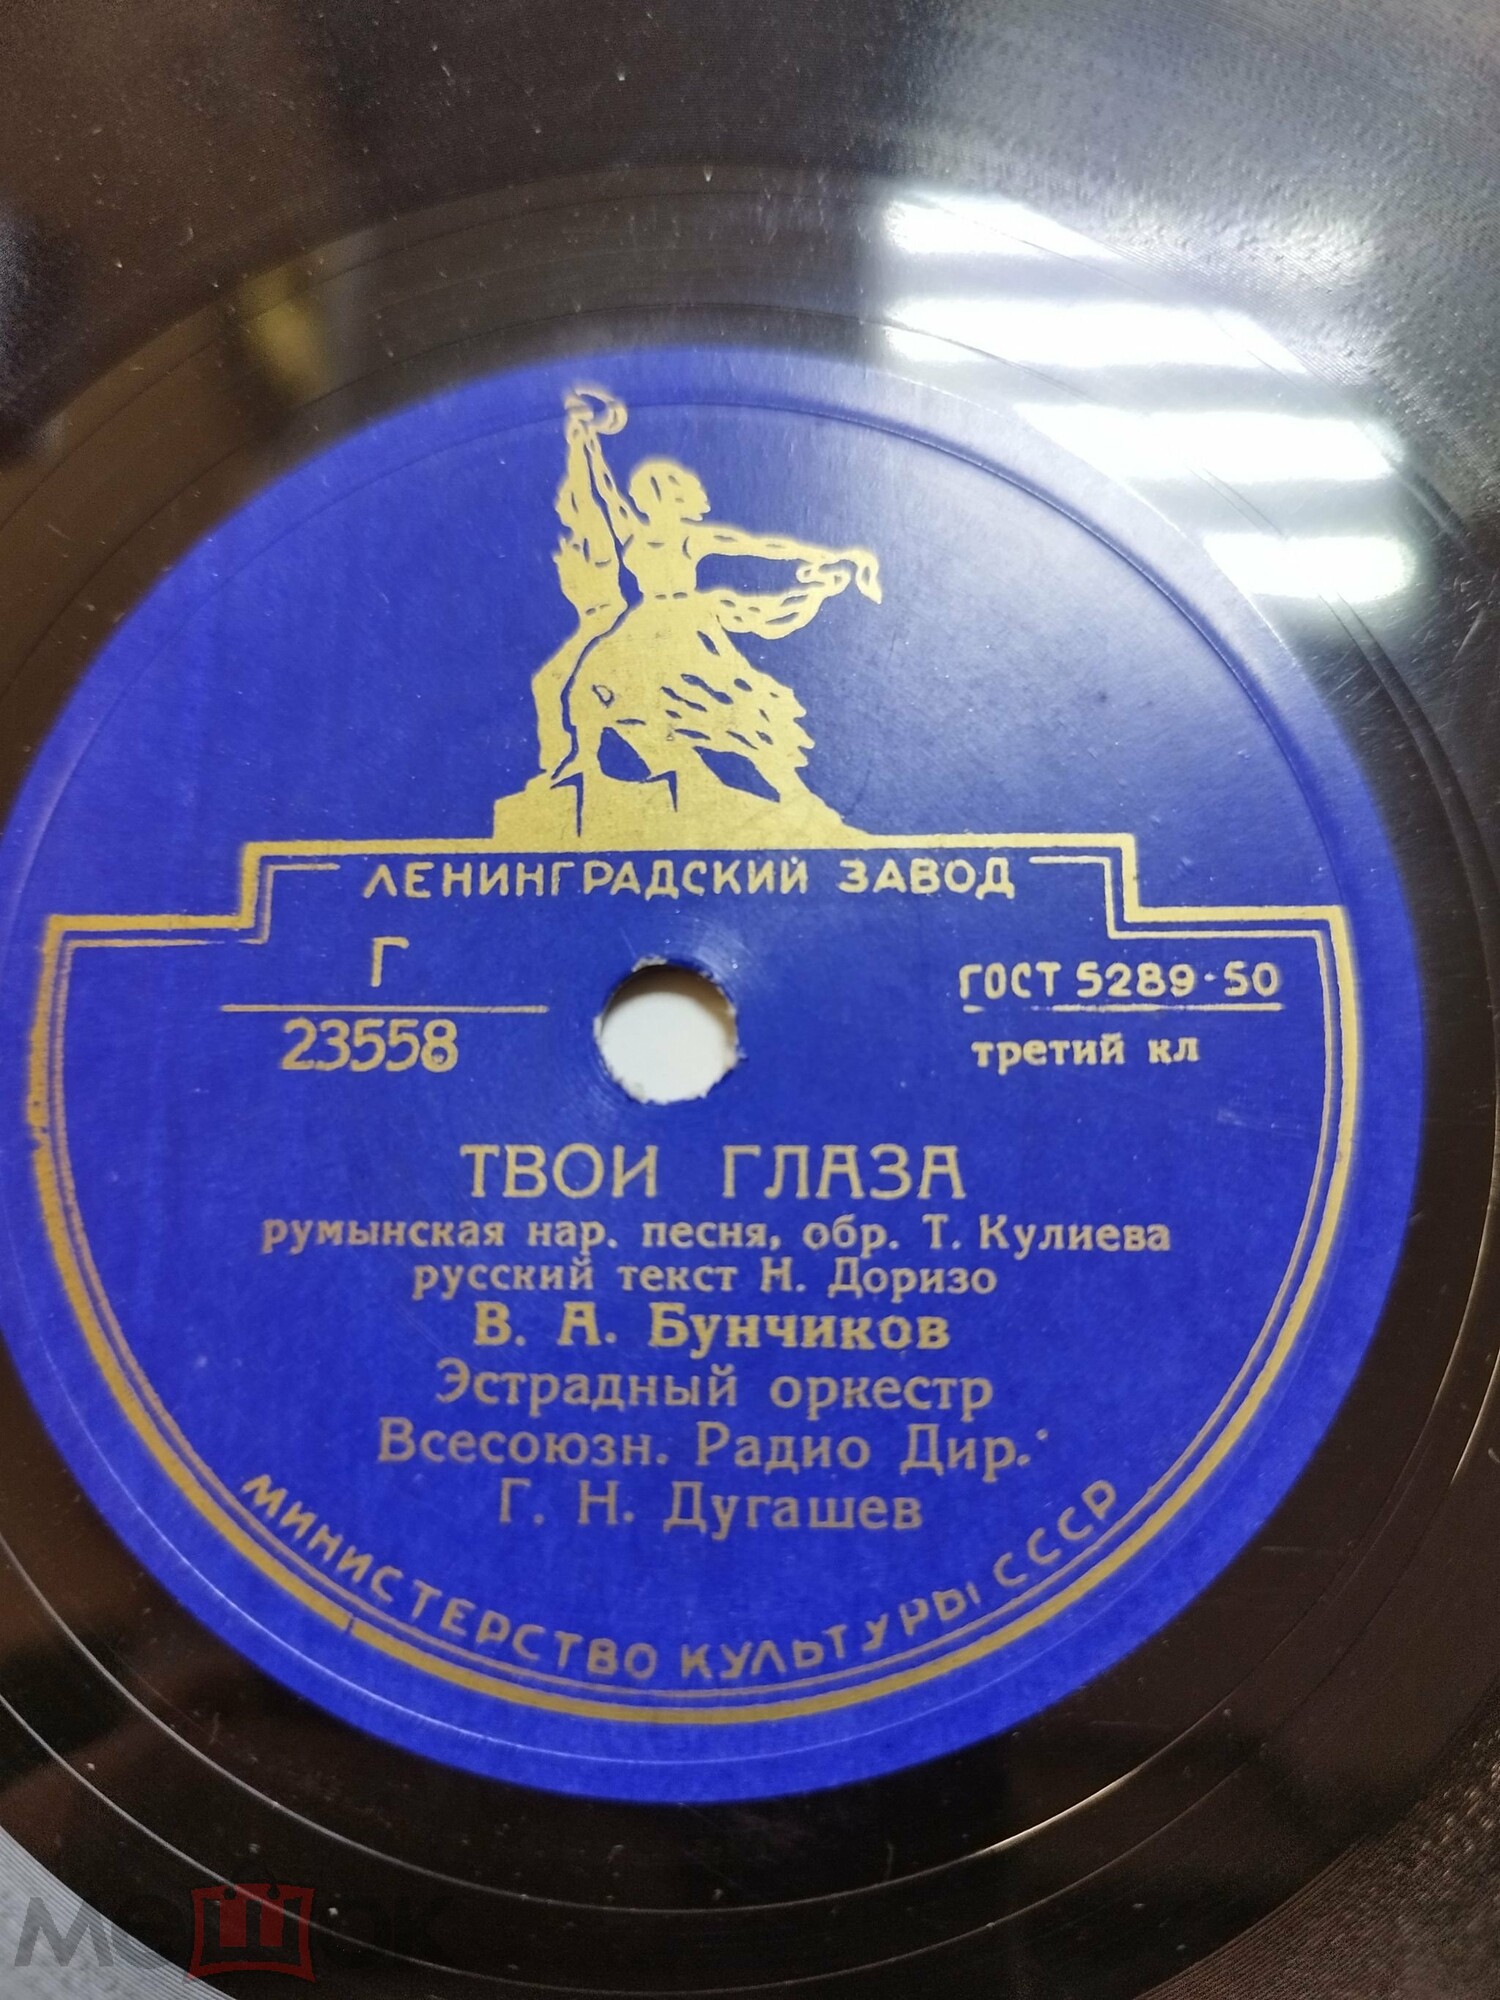 ЛЕНИНГРАДСКИЙ ЗАВОД
Г
23558
ГОСТ 5289-50
третий кл
ТВОИ ГЛАЗА
румынская нар. песня, обр. Т. Кулиева
русский текст Н. Доризо
В. А. Бунчиков
Эстрадный оркестр
Всесоюзн. Радио Дир.
Г. Н. Дугашев
МИНИСТЕРСТВО КУЛЬТУРЫ СССР
МЕШОК